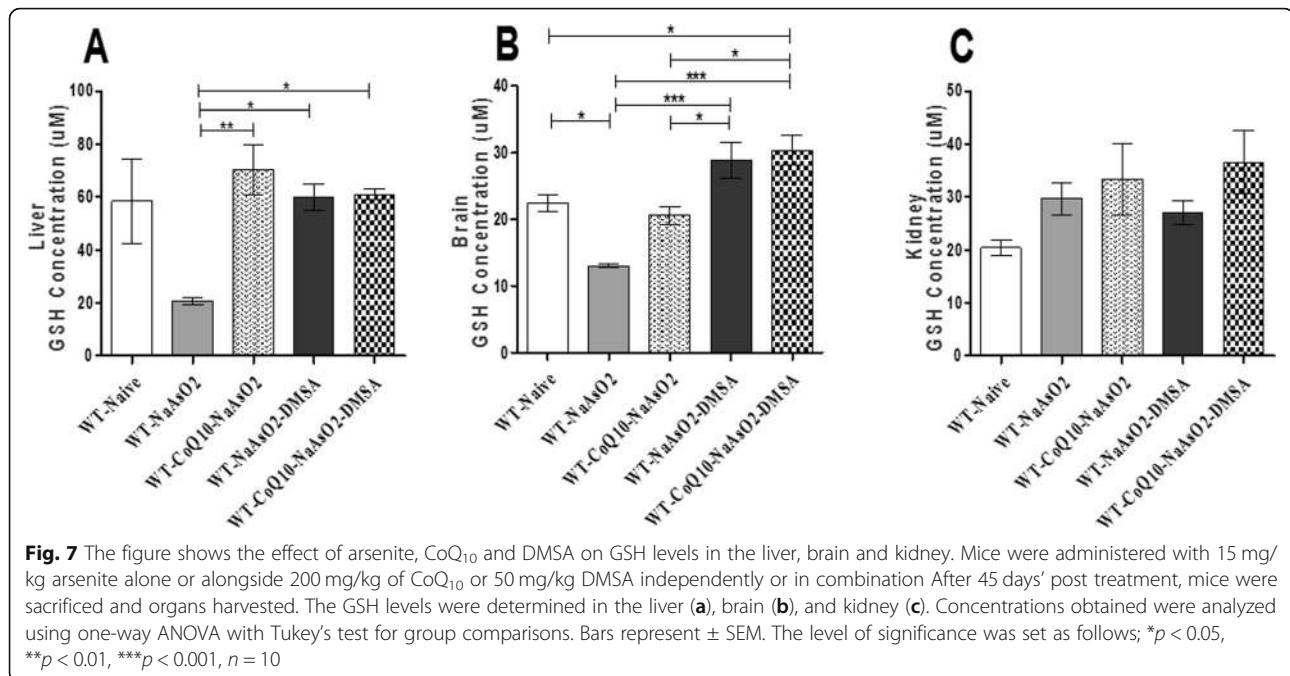 A
Liver
GSH Concentration (uM)
100
80
60
40
20
0
*
*
**
WT-Naive
WT-NaAsO2
WT-CoQ10-NaAsO2
WT-NaAsO2-DMSA
WT-CoQ10-NaAsO2-DMSA
B
Brain
GSH Concentration (uM)
40
30
20
10
0
*
*
***
***
*
*
WT-Naive
WT-NaAsO2
WT-CoQ10-NaAsO2
WT-NaAsO2-DMSA
WT-CoQ10-NaAsO2-DMSA
C
Kidney
GSH Concentration (uM)
50
40
30
20
10
0
WT-Naive
WT-NaAsO2
WT-CoQ10-NaAsO2
WT-NaAsO2-DMSA
WT-CoQ10-NaAsO2-DMSA
Fig. 7 The figure shows the effect of arsenite, CoQ₁₀ and DMSA on GSH levels in the liver, brain and kidney. Mice were administered with 15 mg/
kg arsenite alone or alongside 200 mg/kg of CoQ₁₀ or 50 mg/kg DMSA independently or in combination After 45 days' post treatment, mice were
sacrificed and organs harvested. The GSH levels were determined in the liver (a), brain (b), and kidney (c). Concentrations obtained were analyzed
using one-way ANOVA with Tukey's test for group comparisons. Bars represent ± SEM. The level of significance was set as follows; *p < 0.05,
**p < 0.01, ***p < 0.001, n = 10